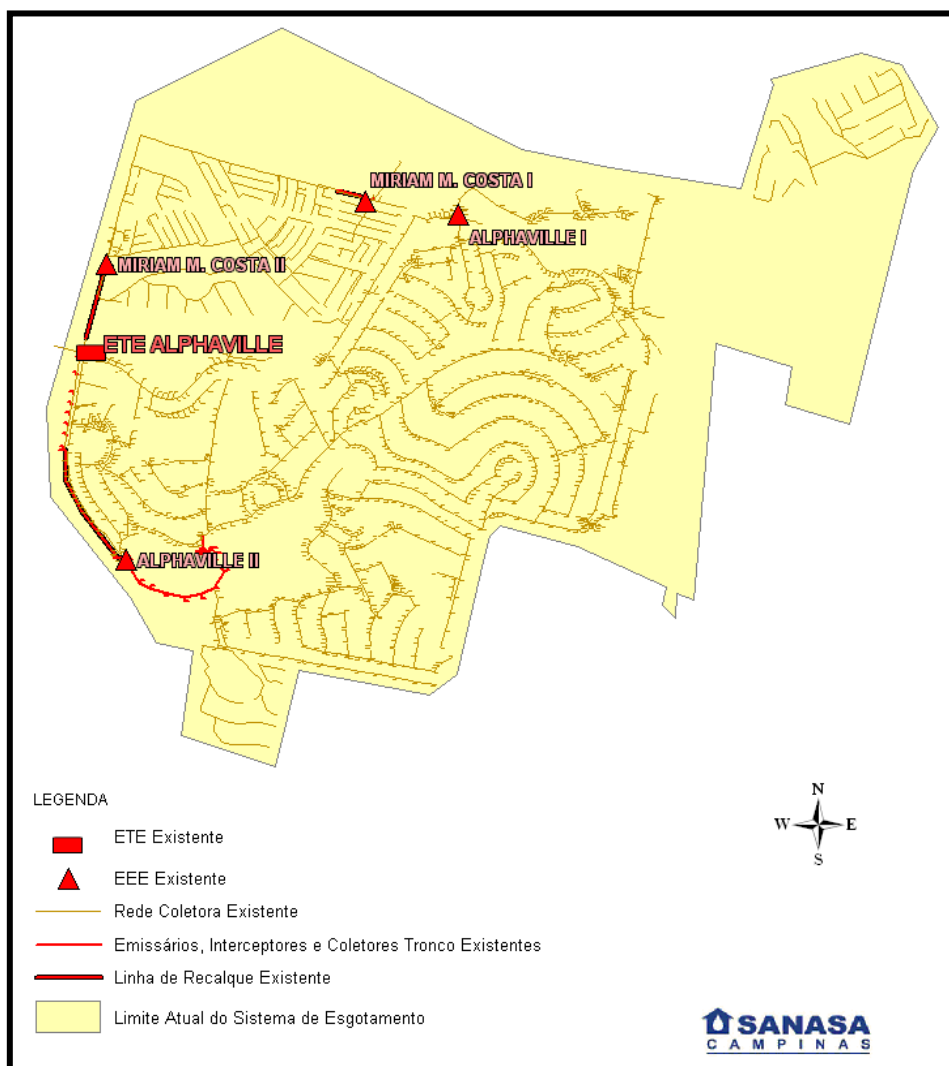 MIRIAM M. COSTA I
ALPHAVILLE I
MIRIAM M. COSTA II
ETE ALPHAVILLE
ALPHAVILLE II
LEGENDA
ETE Existente
EEE Existente
Rede Coletora Existente
Emissários, Interceptores e Coletores Tronco Existentes
Linha de Recalque Existente
Limite Atual do Sistema de Esgotamento
N
W E
S
SANASA
CAMPINAS